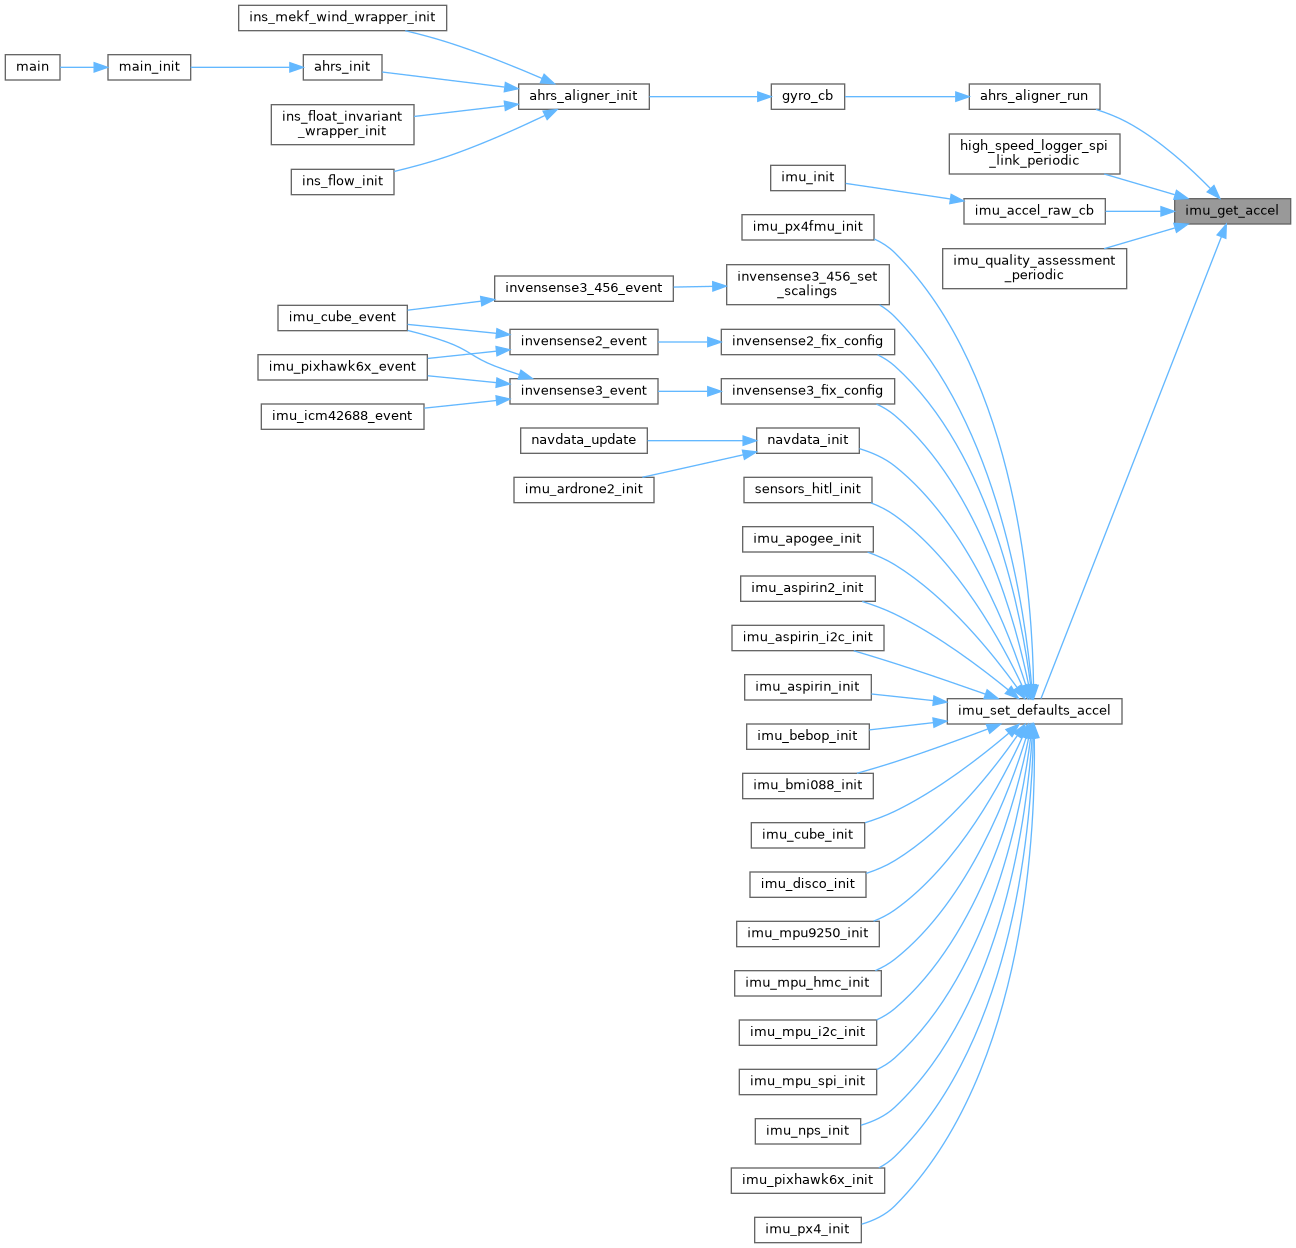 ins_mekf_wind_wrapper_init
main
main_init
ahrs_init
ahrs_aligner_init
gyro_cb
ahrs_aligner_run
ins_float_invariant
_wrapper_init
high_speed_logger_spi
_link_periodic
ins_flow_init
imu_init
imu_accel_raw_cb
imu_get_accel
imu_px4fmu_init
imu_quality_assessment
_periodic
invensense3_456_set
_scalings
invensense3_456_event
imu_cube_event
invensense2_event
invensense2_fix_config
imu_pixhawk6x_event
invensense3_event
invensense3_fix_config
imu_icm42688_event
navdata_update
navdata_init
imu_ardrone2_init
sensors_hitl_init
imu_apogee_init
imu_aspirin2_init
imu_aspirin_i2c_init
imu_aspirin_init
imu_set_defaults_accel
imu_bebop_init
imu_bmi088_init
imu_cube_init
imu_disco_init
imu_mpu9250_init
imu_mpu_hmc_init
imu_mpu_i2c_init
imu_mpu_spi_init
imu_nps_init
imu_pixhawk6x_init
imu_px4_init